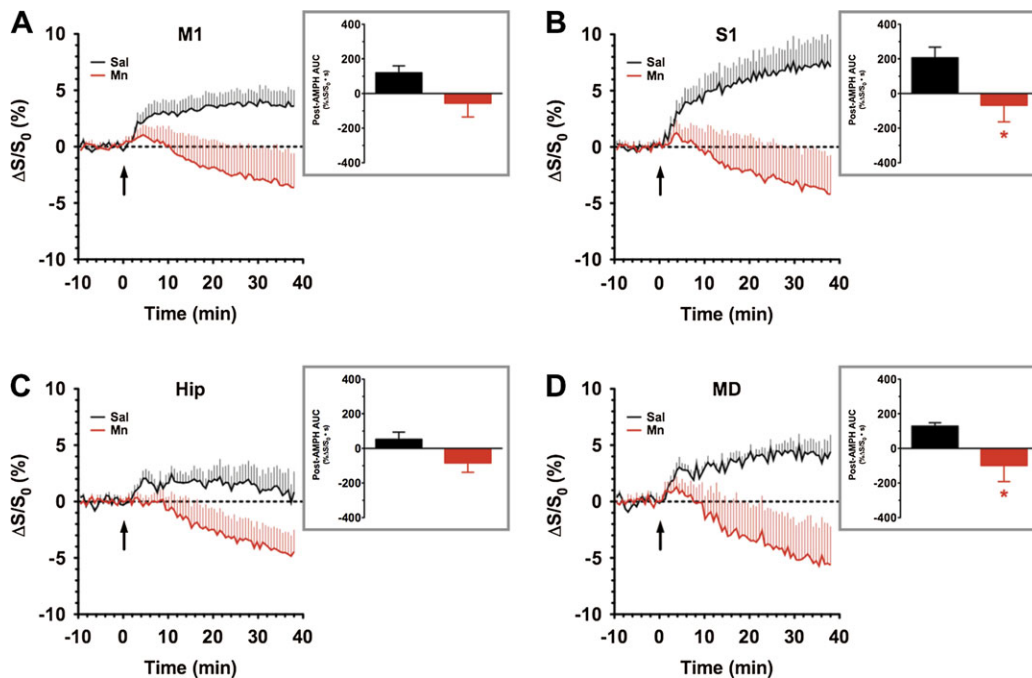 A
M1
Sal
Mn
ΔS/S0 (%)
10
5
0
-5
-10
-10 0 10 20 30 40
Time (min)
Post-AMPH AUC
(%ΔS/S0 · s)
400
200
0
-200
-400
B
S1
Sal
Mn
ΔS/S0 (%)
10
5
0
-5
-10
-10 0 10 20 30 40
Time (min)
Post-AMPH AUC
(%ΔS/S0 · s)
400
200
0
-200
-400
*
C
Hip
Sal
Mn
ΔS/S0 (%)
10
5
0
-5
-10
-10 0 10 20 30 40
Time (min)
Post-AMPH AUC
(%ΔS/S0 · s)
400
200
0
-200
-400
D
MD
Sal
Mn
ΔS/S0 (%)
10
5
0
-5
-10
-10 0 10 20 30 40
Time (min)
Post-AMPH AUC
(%ΔS/S0 · s)
400
200
0
-200
-400
*